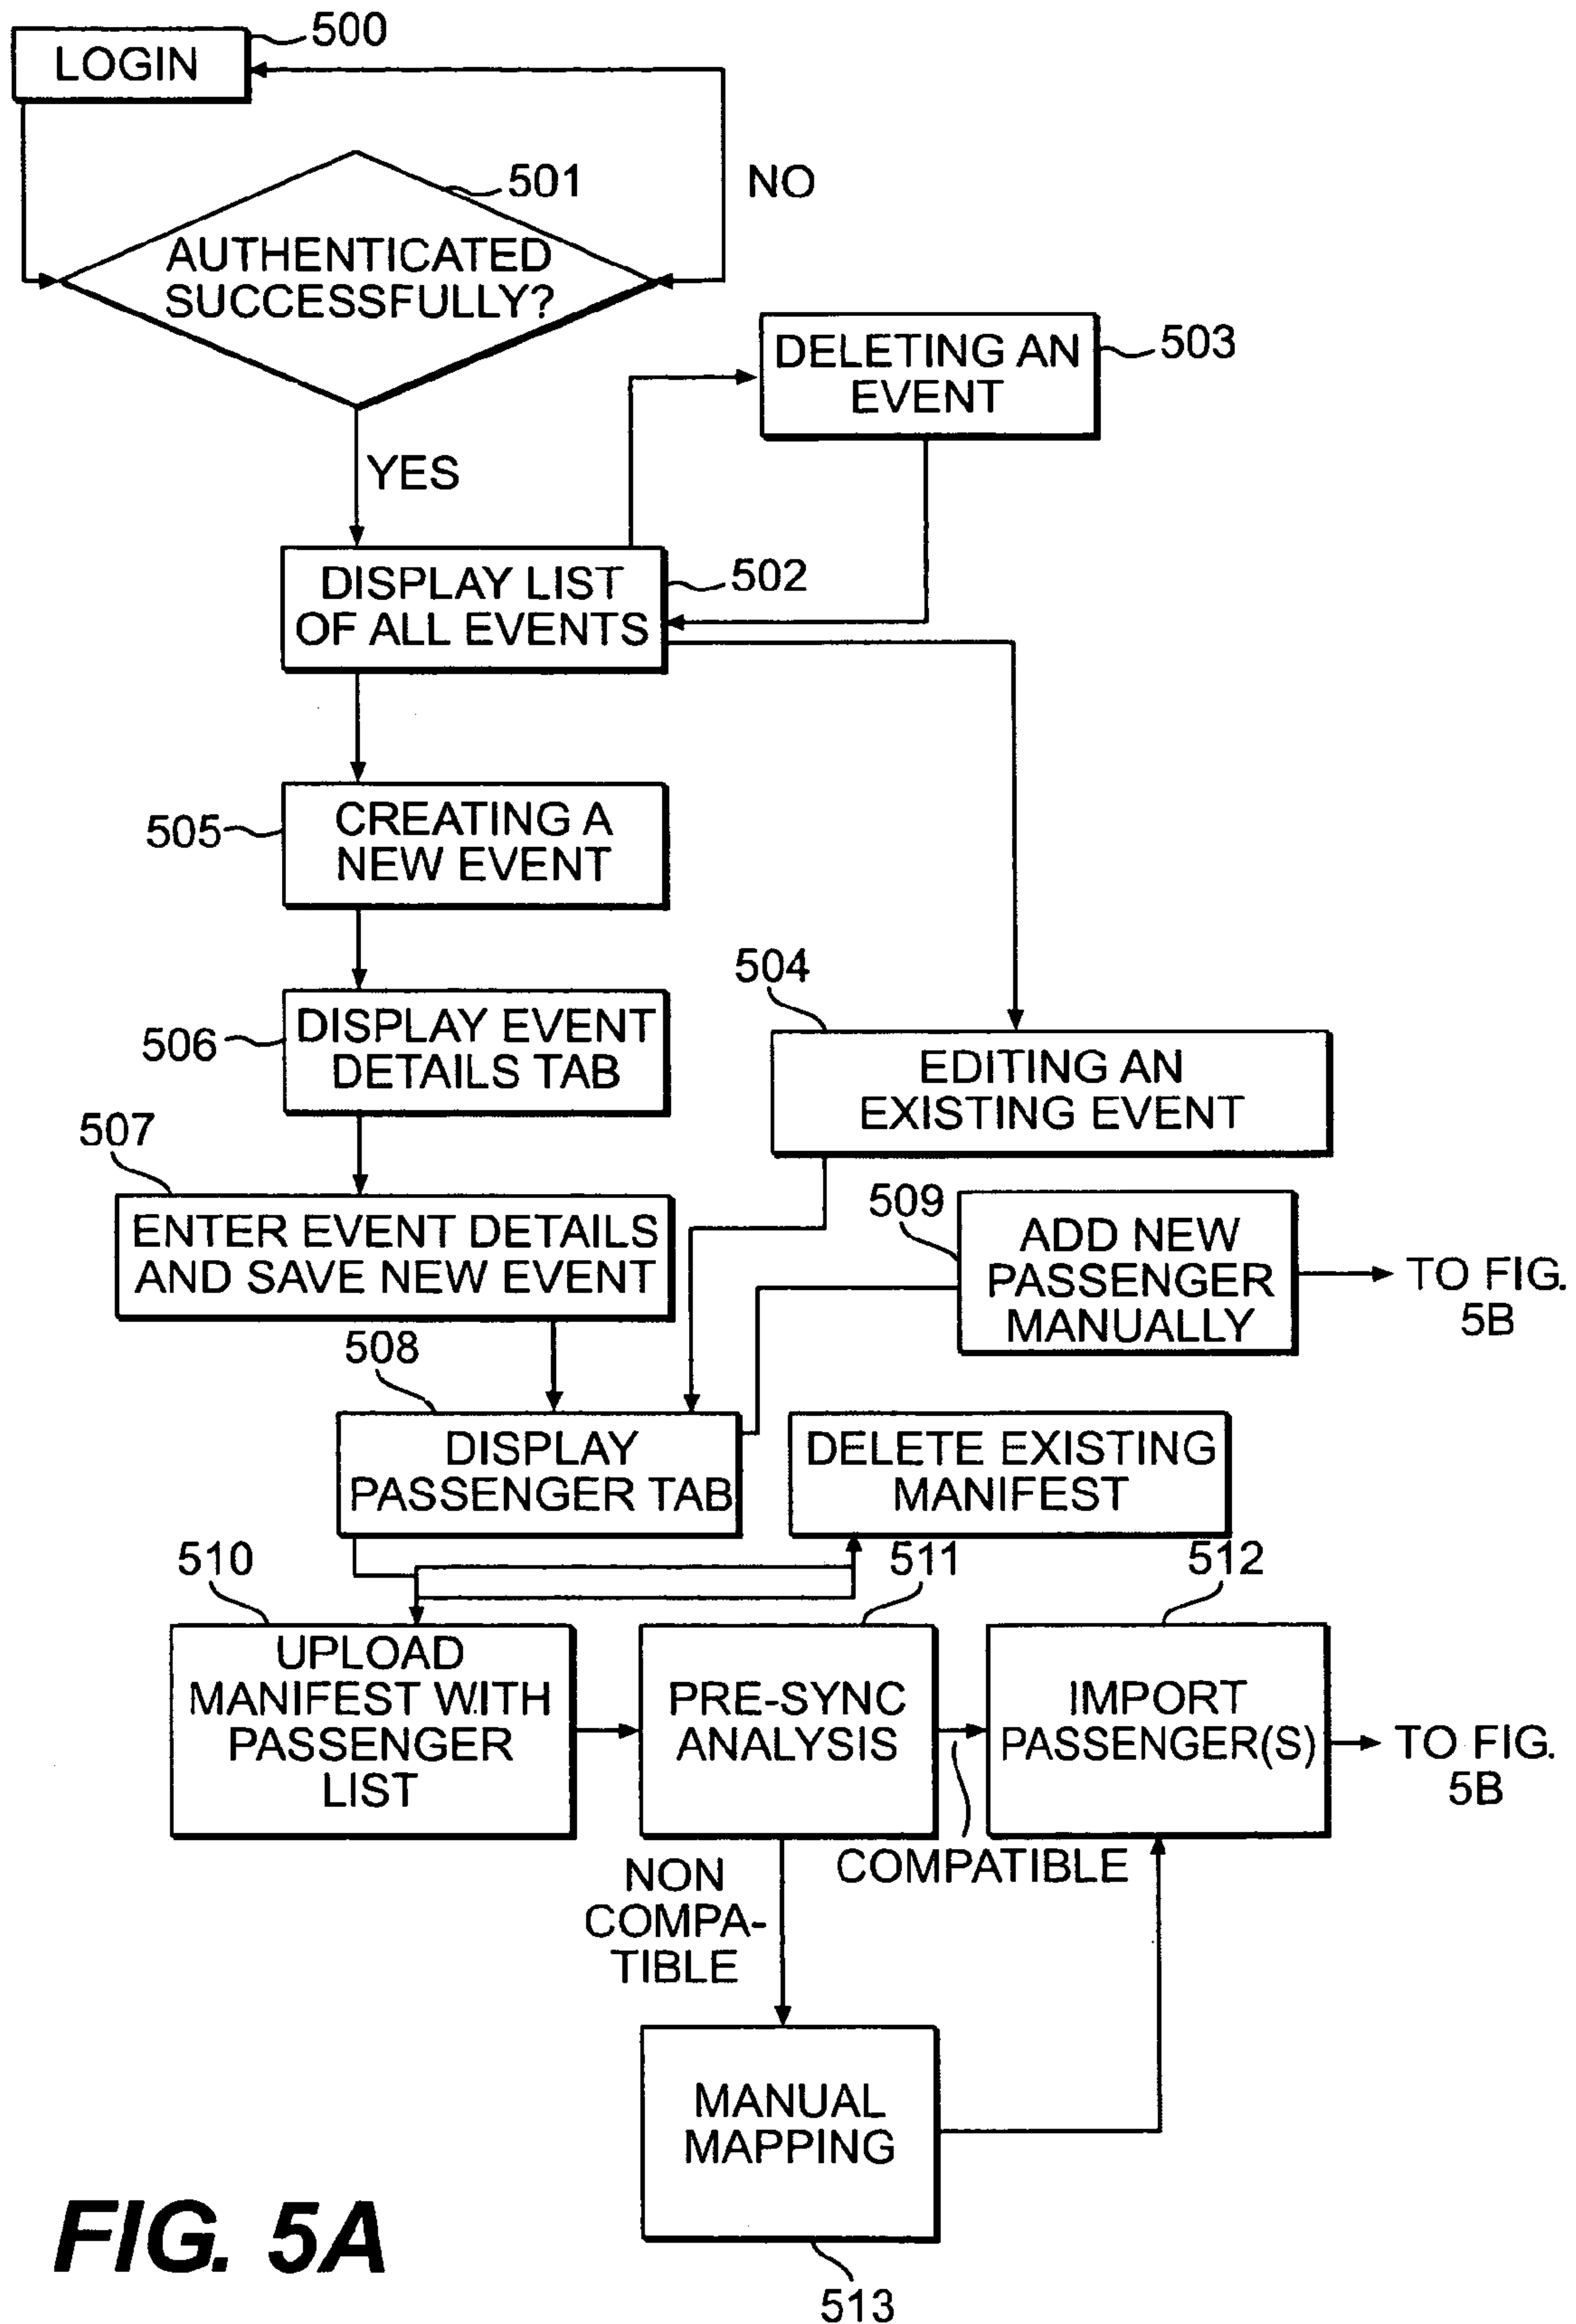 500
LOGIN
501
NO
AUTHENTICATED
SUCCESSFULLY?
DELETING AN
EVENT
503
YES
DISPLAY LIST
OF ALL EVENTS
502
CREATING A
NEW EVENT
505
504
DISPLAY EVENT
DETAILS TAB
506
EDITING AN
EXISTING EVENT
507
ENTER EVENT DETAILS
AND SAVE NEW EVENT
509
ADD NEW
PASSENGER
MANUALLY
TO FIG.
5B
508
DISPLAY
PASSENGER TAB
DELETE EXISTING
MANIFEST
510
511
512
UPLOAD
MANIFEST WITH
PASSENGER
LIST
PRE-SYNC
ANALYSIS
IMPORT
PASSENGER(S)
TO FIG.
5B
COMPATIBLE
NON
COMPA-
TIBLE
MANUAL
MAPPING
513
FIG. 5A